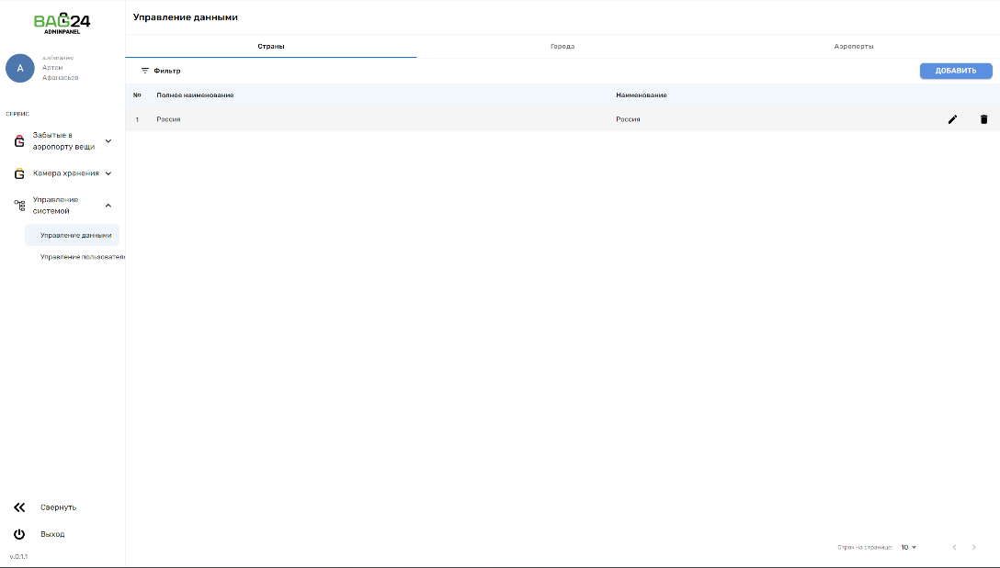 BAG24
ADMINPANEL
A
a.afanasiev
Артем
Афанасьев
СЕРВИС
Забытые в
аэропорту вещи
Камера хранения
Управление
системой
Управление данными
Управление пользователь
Свернуть
Выход
v.0.1.1
Управление данными
Страны
Города
Аэропорты
Фильтр
ДОБАВИТЬ
№ Полное наименование Наименование
1 Россия Россия
Строк на странице: 10